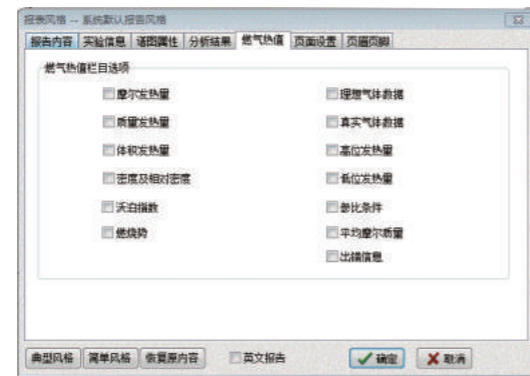 报表风格 -- 系统默认报告风格
报告内容 实验信息 谱图属性 分析结果 燃气热值 页面设置 页眉页脚
燃气热值栏目选项
摩尔发热量 理想气体数据
质量发热量 真实气体数据
体积发热量 高位发热量
密度及相对密度 低位发热量
沃泊指数 参比条件
燃烧势 平均摩尔质量
出错信息
典型风格 简单风格 恢复原内容 英文报告 确定 取消